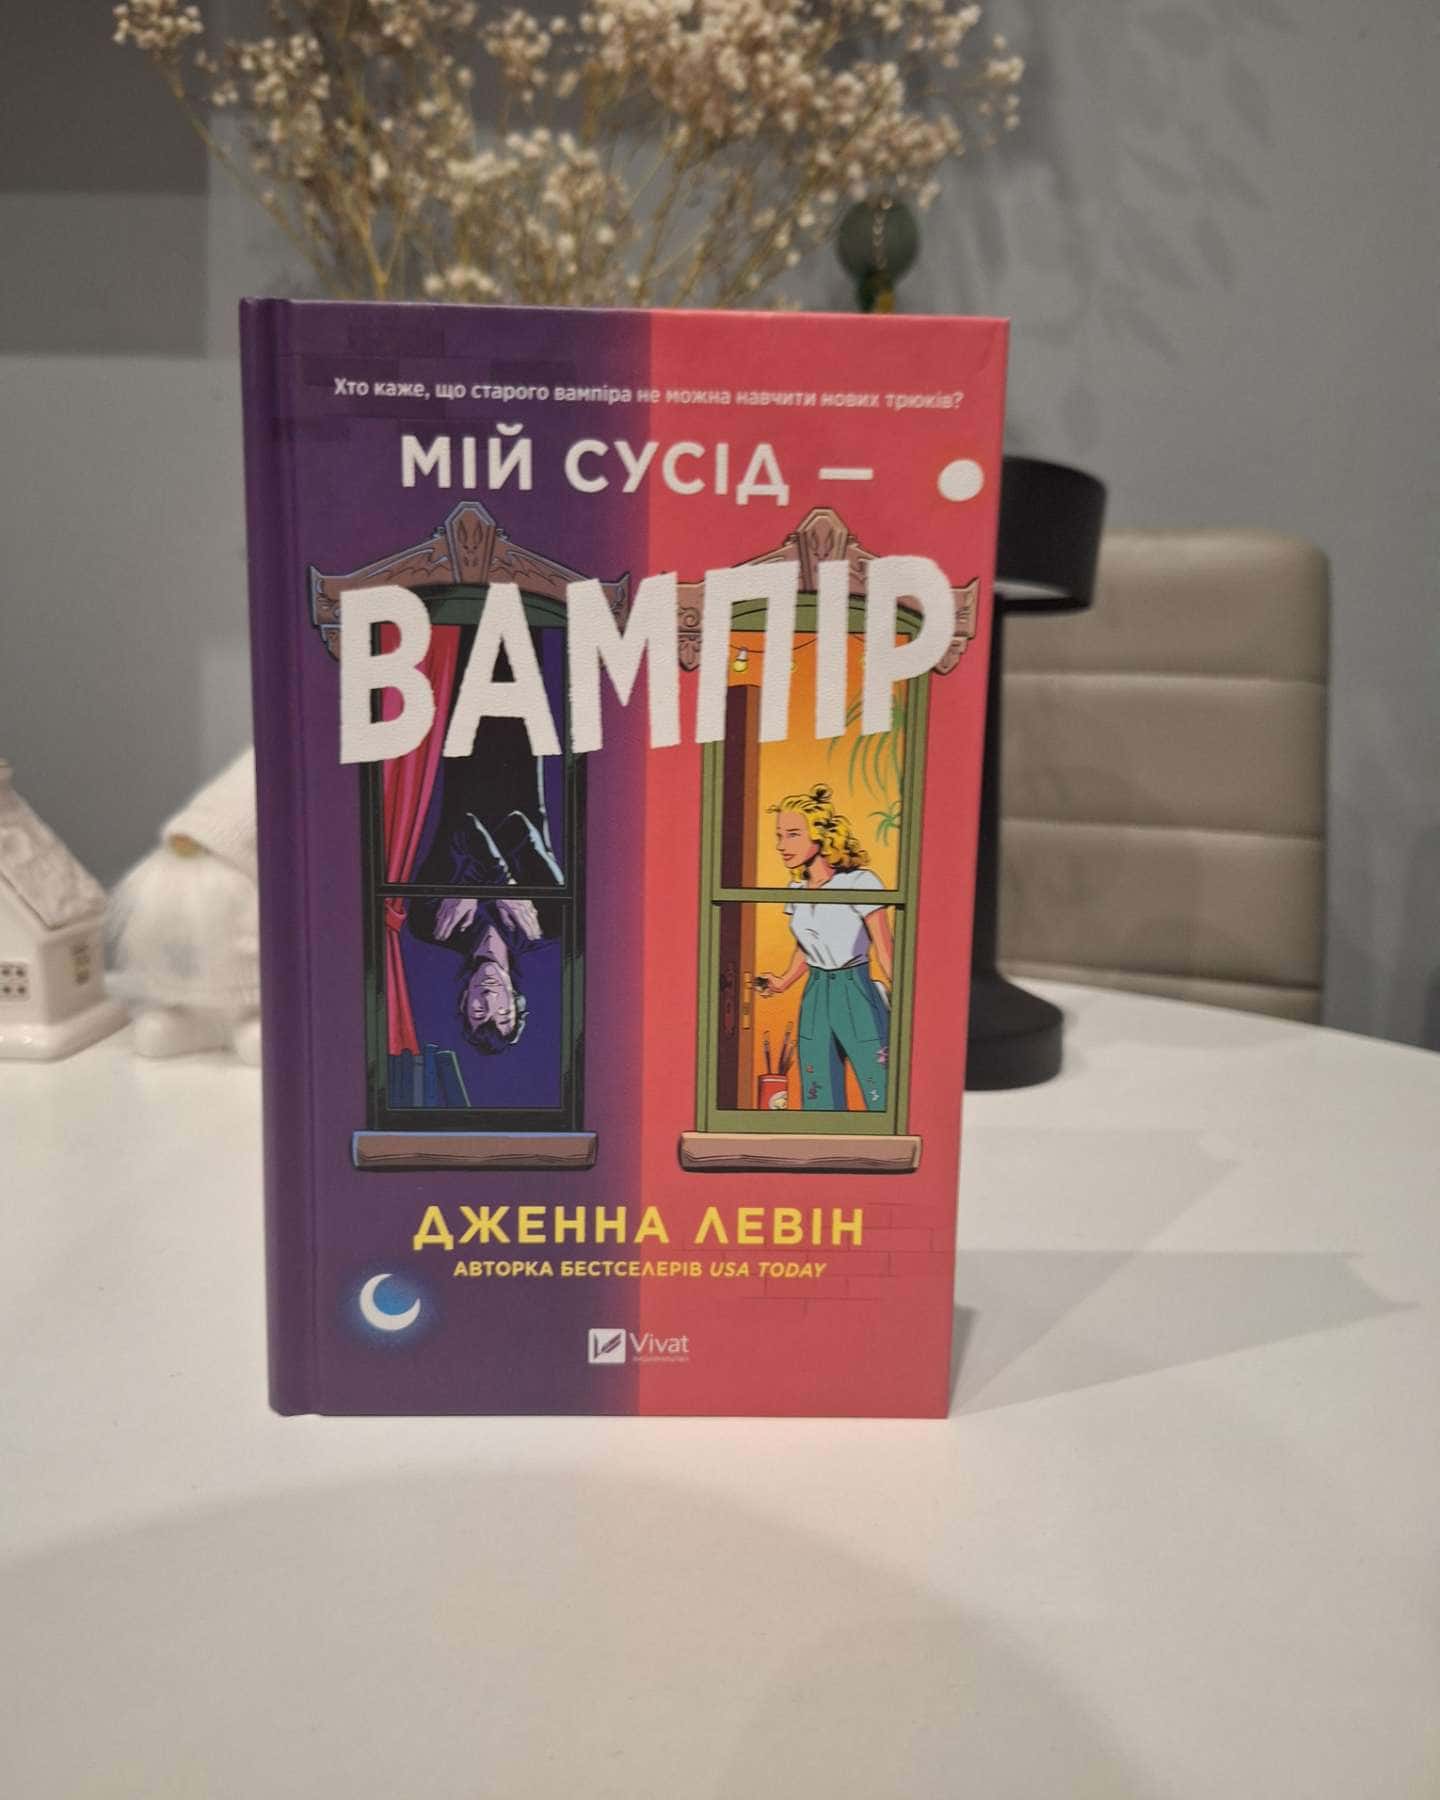 Хто каже, що старого вампіра не можна навчити нових трюків?
МІЙ СУСІД —
ВАМПІР
ДЖЕННА ЛЕВІН
АВТОРКА БЕСТСЕЛЕРІВ USA TODAY
Vivat